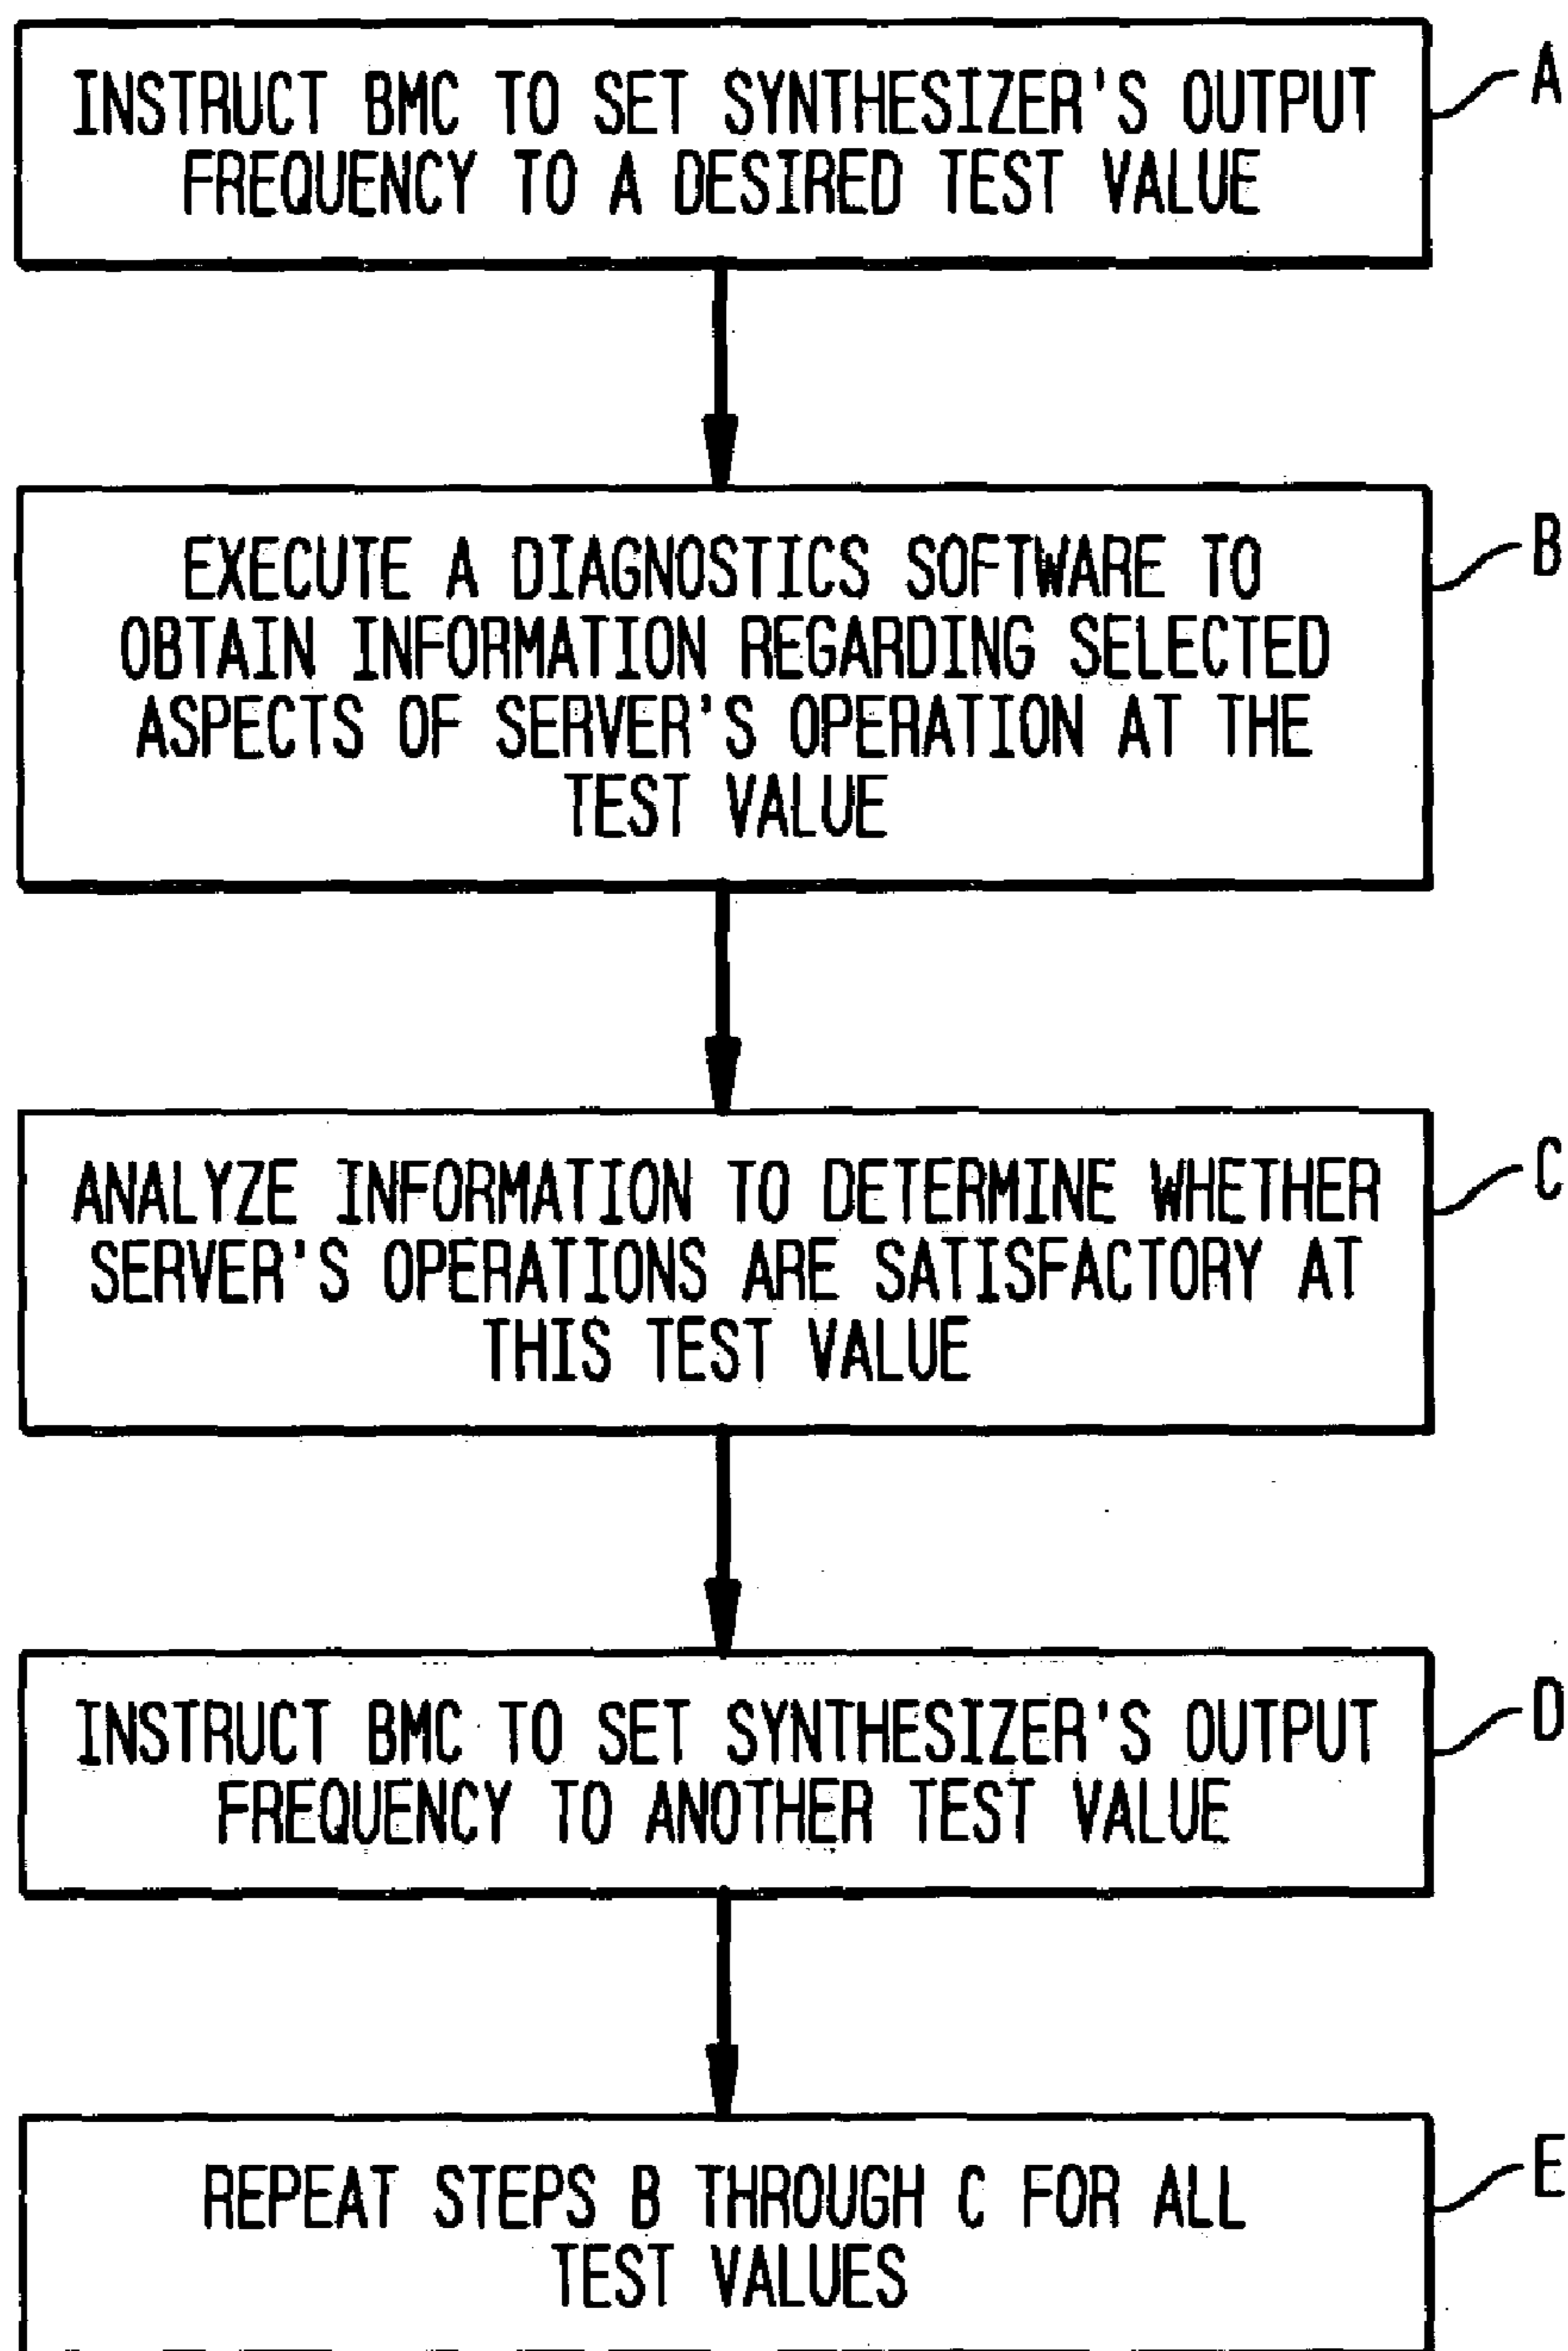 INSTRUCT BMC TO SET SYNTHESIZER'S OUTPUT
FREQUENCY TO A DESIRED TEST VALUE
A
EXECUTE A DIAGNOSTICS SOFTWARE TO
OBTAIN INFORMATION REGARDING SELECTED
ASPECTS OF SERVER'S OPERATION AT THE
TEST VALUE
B
ANALYZE INFORMATION TO DETERMINE WHETHER
SERVER'S OPERATIONS ARE SATISFACTORY AT
THIS TEST VALUE
C
INSTRUCT BMC TO SET SYNTHESIZER'S OUTPUT
FREQUENCY TO ANOTHER TEST VALUE
D
REPEAT STEPS B THROUGH C FOR ALL
TEST VALUES
E